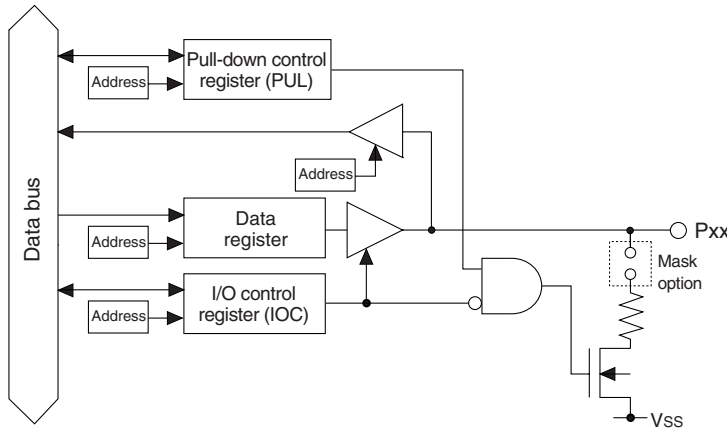 Data bus
Pull-down control
register (PUL)
Address
Address
Data
register
Address
I/O control
register (IOC)
Address
Pxx
Mask
option
VSS